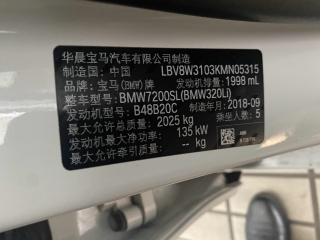 华晨宝马汽车有限公司制造
制造国：中国 LBV8W3103KMN05315
品牌：宝马(BMW)牌 发动机排量：1998 mL
整车型号：BMW7200SL(BMW320Li)
发动机型号：B48B20C 制造年月：2018-09
最大允许总质量：2025 kg 乘坐人数：5
发动机最大净功率：135 kW
最大允许牵引质量：-- kg